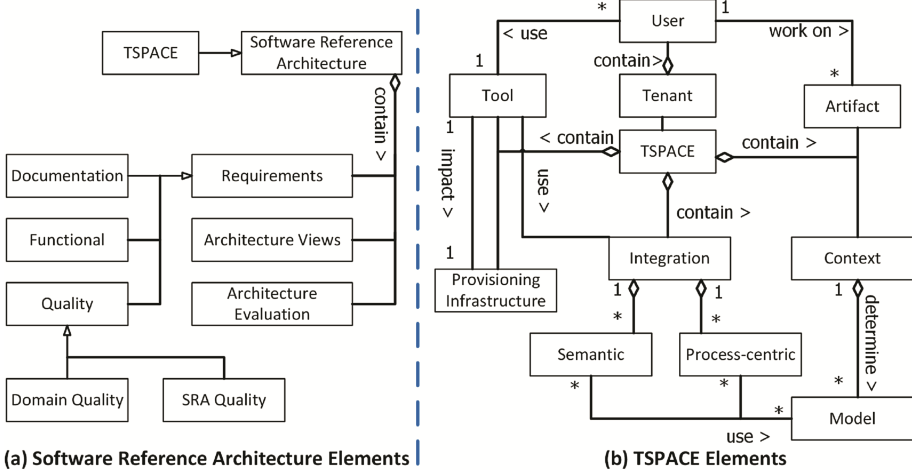 TSPACE
Software Reference
Architecture
contain >
Documentation
Requirements
Functional
Architecture Views
Quality
Architecture
Evaluation
Domain Quality
SRA Quality
(a) Software Reference Architecture Elements
*
User
1
< use
work on >
contain>
1
*
Tool
Tenant
Artifact
1
< contain
TSPACE
contain >
impact >
use >
contain >
1
Integration
Context
Provisioning
Infrastructure
1
1
1
determine >
*
*
Semantic
Process-centric
*
*
*
*
Model
use >
(b) TSPACE Elements